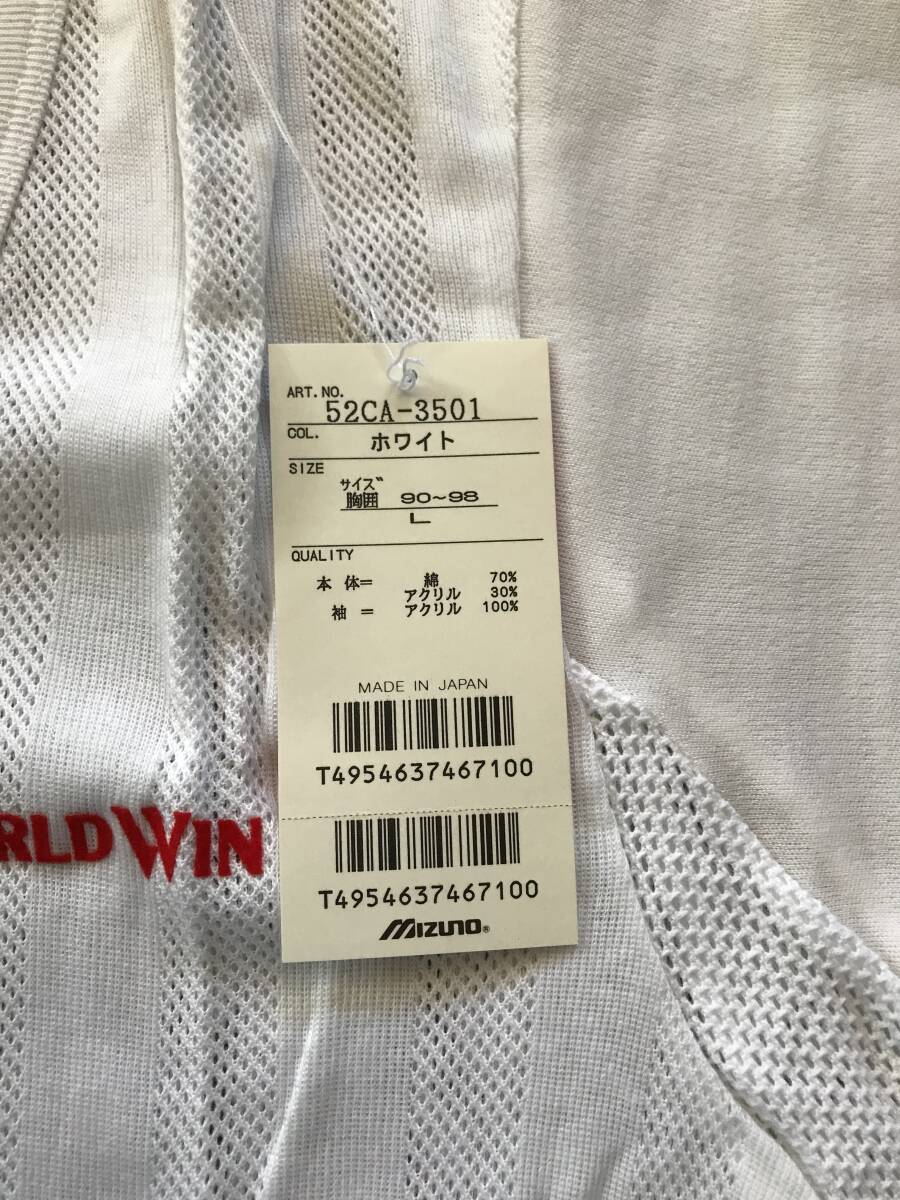 ART. NO.
52CA-3501
COL.
ホワイト
SIZE
サイズ
胸囲 90~98
L
QUALITY
本 体= 綿 70%
アクリル 30%
袖 = アクリル 100%
MADE IN JAPAN
T4954637467100
T4954637467100
MIZUNO®
RLD WIN